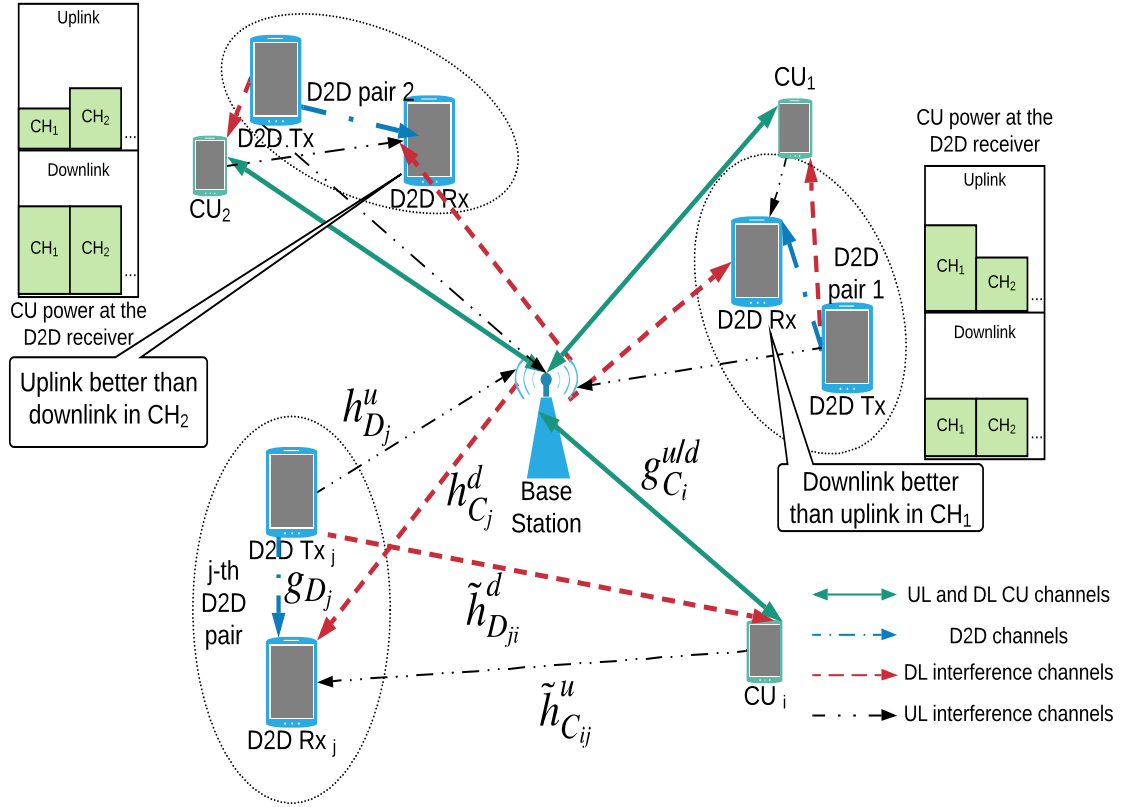 Uplink
CH1
CH2
...
Downlink
CH1
CH2
...
CU power at the
D2D receiver
D2D pair 2
D2D Tx
D2D Rx
CU2
Uplink better than
downlink in CH2
CU1
D2D
pair 1
D2D Rx
D2D Tx
CU power at the
D2D receiver
Uplink
CH1
CH2
...
Downlink
CH1
CH2
...
Downlink better
than uplink in CH1
Base
Station
h^u_{D_j}
h^d_{C_j}
g^{u/d}_{C_i}
D2D Tx j
j-th
D2D
pair
g_{D_j}
h̃^d_{D_{ji}}
h̃^u_{C_{ij}}
D2D Rx j
CU i
UL and DL CU channels
D2D channels
DL interference channels
UL interference channels